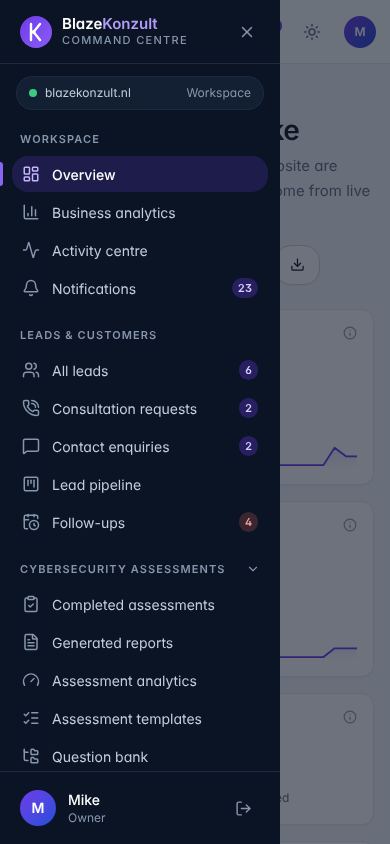 BlazeKonzult
COMMAND CENTRE
M
blazekonzult.nl Workspace
WORKSPACE
Overview
Business analytics
Activity centre
Notifications 23
LEADS & CUSTOMERS
All leads 6
Consultation requests 2
Contact enquiries 2
Lead pipeline
Follow-ups 4
CYBERSECURITY ASSESSMENTS
Completed assessments
Generated reports
Assessment analytics
Assessment templates
Question bank
M Mike
Owner